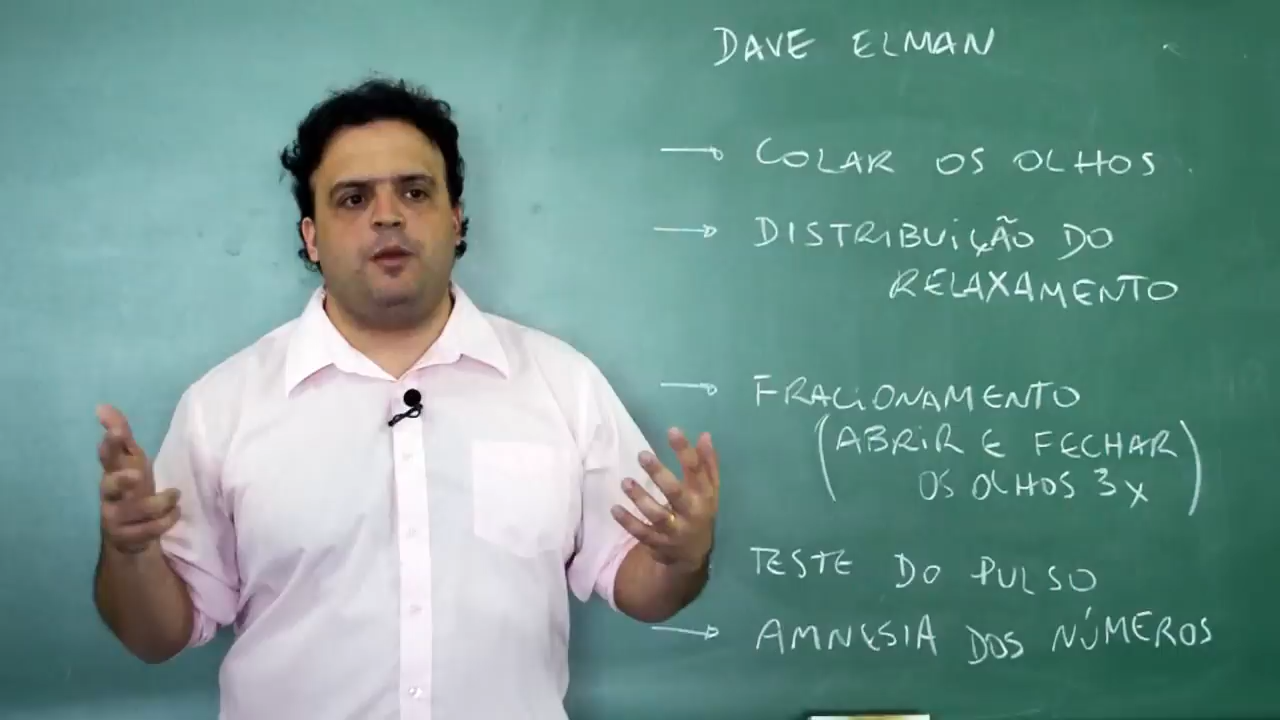 DAVE ELMAN
→ COLAR OS OLHOS
→ DISTRIBUIÇÃO DO
RELAXAMENTO
→ FRACIONAMENTO
(ABRIR E FECHAR
OS OLHOS 3x)
TESTE DO PULSO
→ AMNESIA DOS NÚMEROS